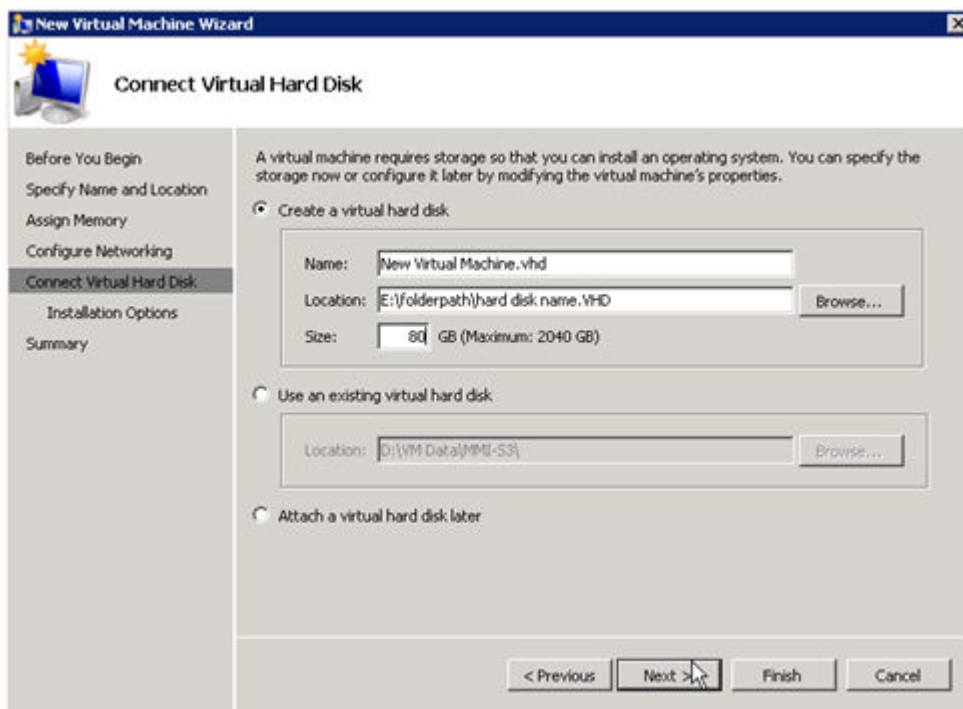 New Virtual Machine Wizard
Connect Virtual Hard Disk
Before You Begin
Specify Name and Location
Assign Memory
Configure Networking
Connect Virtual Hard Disk
Installation Options
Summary
A virtual machine requires storage so that you can install an operating system. You can specify the
storage now or configure it later by modifying the virtual machine's properties.
Create a virtual hard disk
Name: New Virtual Machine.vhd
Location: E:\folderpath\hard disk name.VHD Browse...
Size: 80 GB (Maximum: 2040 GB)
Use an existing virtual hard disk
Location: D:\VM Data\MMI-S3\ Browse...
Attach a virtual hard disk later
< Previous Next > Finish Cancel